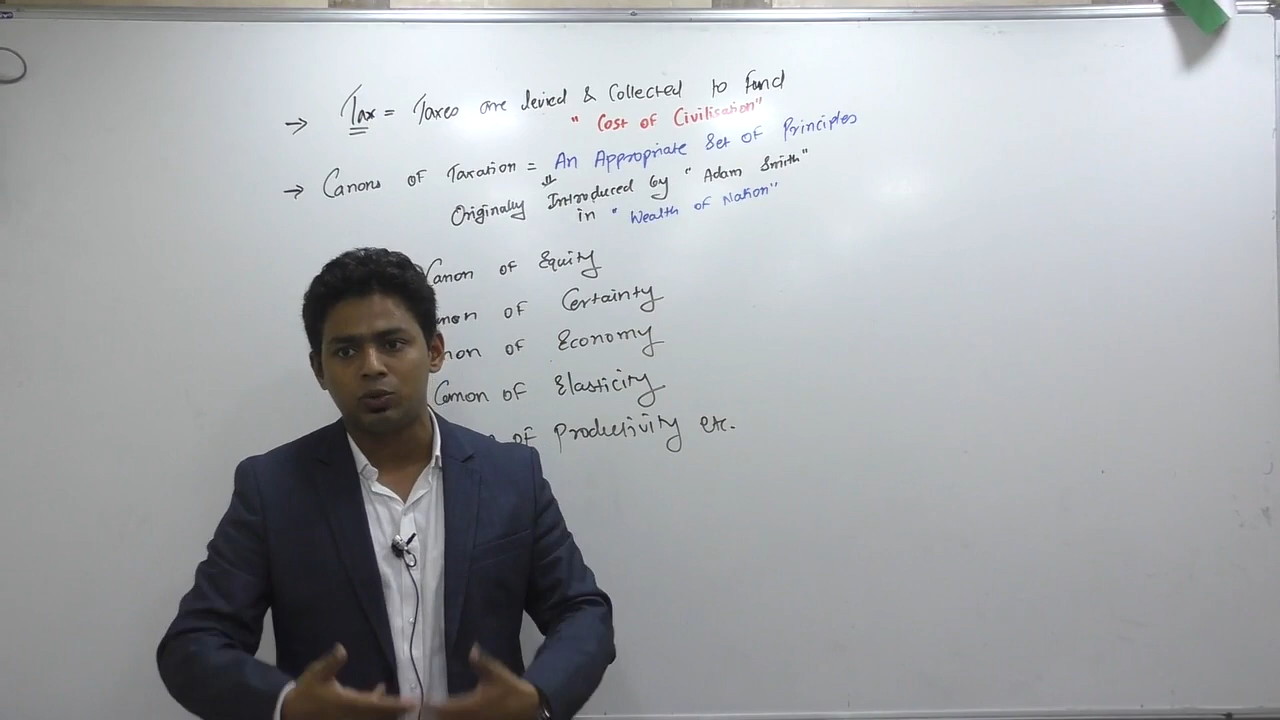 → Tax = Taxes are levied & Collected to Fund
" Cost of Civilisation"
→ Canons of Taxation = An Appropriate Set of Principles
Originally Introduced by " Adam Smith"
in " Wealth of Nation"
Canon of Equity
of Certainty
of Economy
Canon of Elasticity
of Productivity etc.